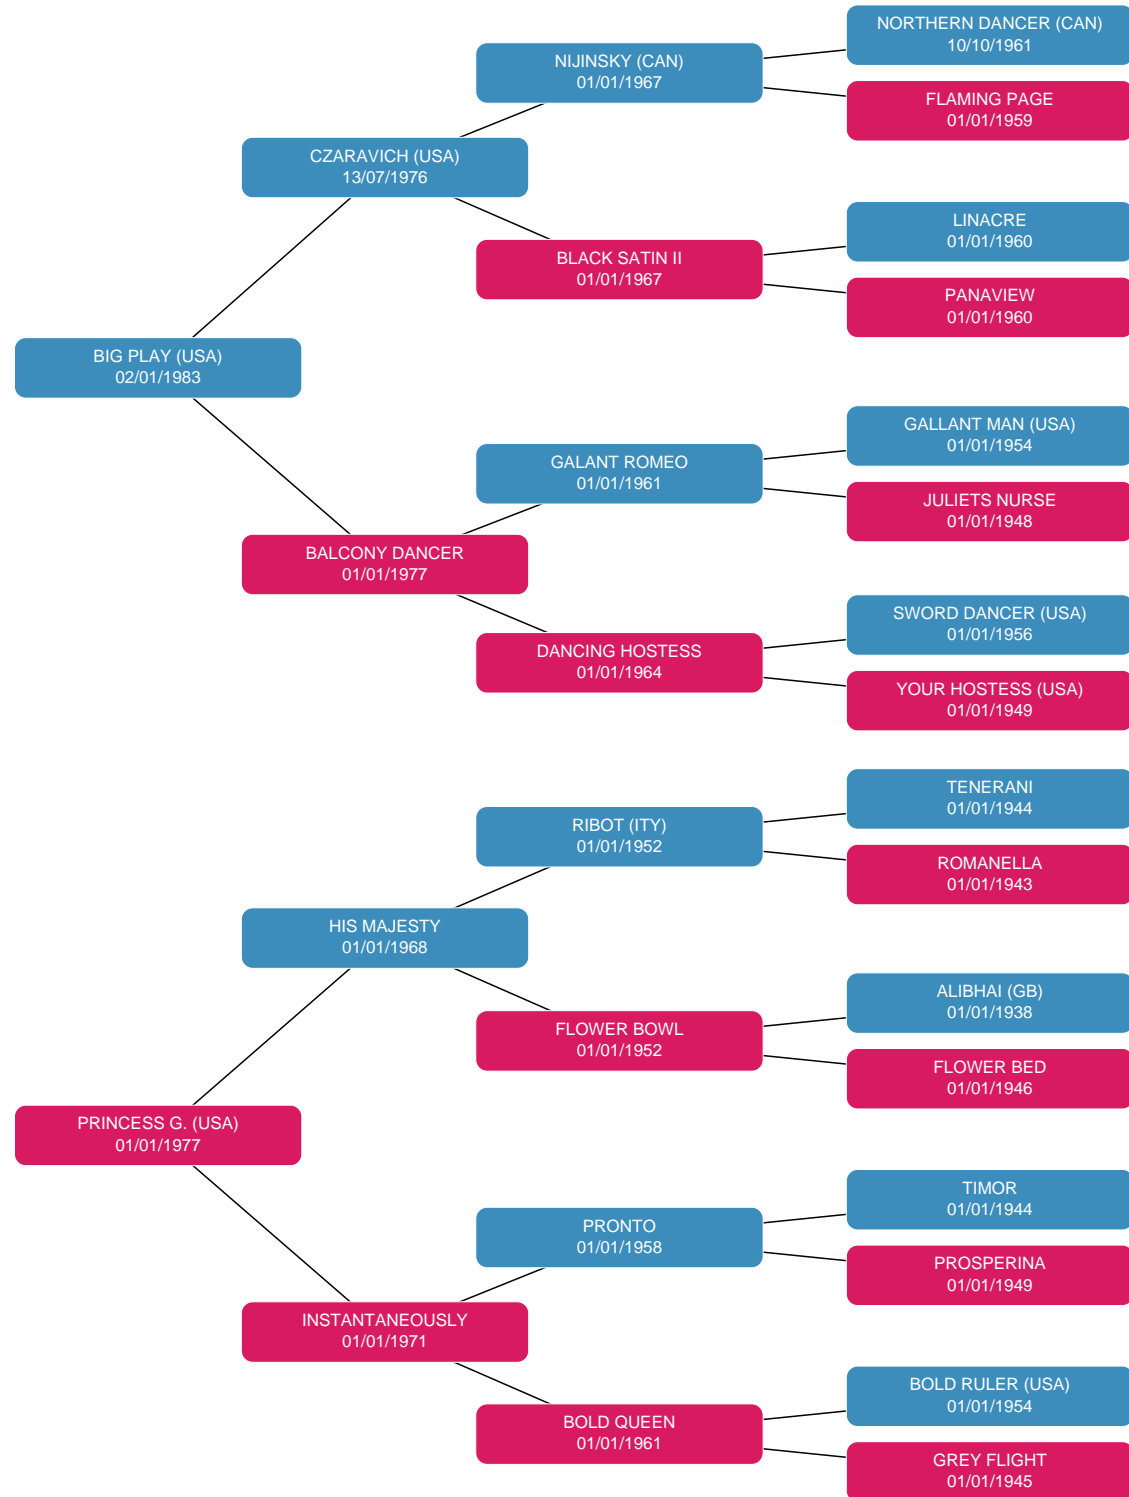 NORTHERN DANCER (CAN)
10/10/1961
NIJINSKY (CAN)
01/01/1967
FLAMING PAGE
01/01/1959
CZARAVICH (USA)
13/07/1976
LINACRE
01/01/1960
BLACK SATIN II
01/01/1967
PANAVIEW
01/01/1960
BIG PLAY (USA)
02/01/1983
GALLANT MAN (USA)
01/01/1954
GALANT ROMEO
01/01/1961
JULIETS NURSE
01/01/1948
BALCONY DANCER
01/01/1977
SWORD DANCER (USA)
01/01/1956
DANCING HOSTESS
01/01/1964
YOUR HOSTESS (USA)
01/01/1949
TENERANI
01/01/1944
RIBOT (ITY)
01/01/1952
ROMANELLA
01/01/1943
HIS MAJESTY
01/01/1968
ALIBHAI (GB)
01/01/1938
FLOWER BOWL
01/01/1952
FLOWER BED
01/01/1946
PRINCESS G. (USA)
01/01/1977
TIMOR
01/01/1944
PRONTO
01/01/1958
PROSPERINA
01/01/1949
INSTANTANEOUSLY
01/01/1971
BOLD RULER (USA)
01/01/1954
BOLD QUEEN
01/01/1961
GREY FLIGHT
01/01/1945